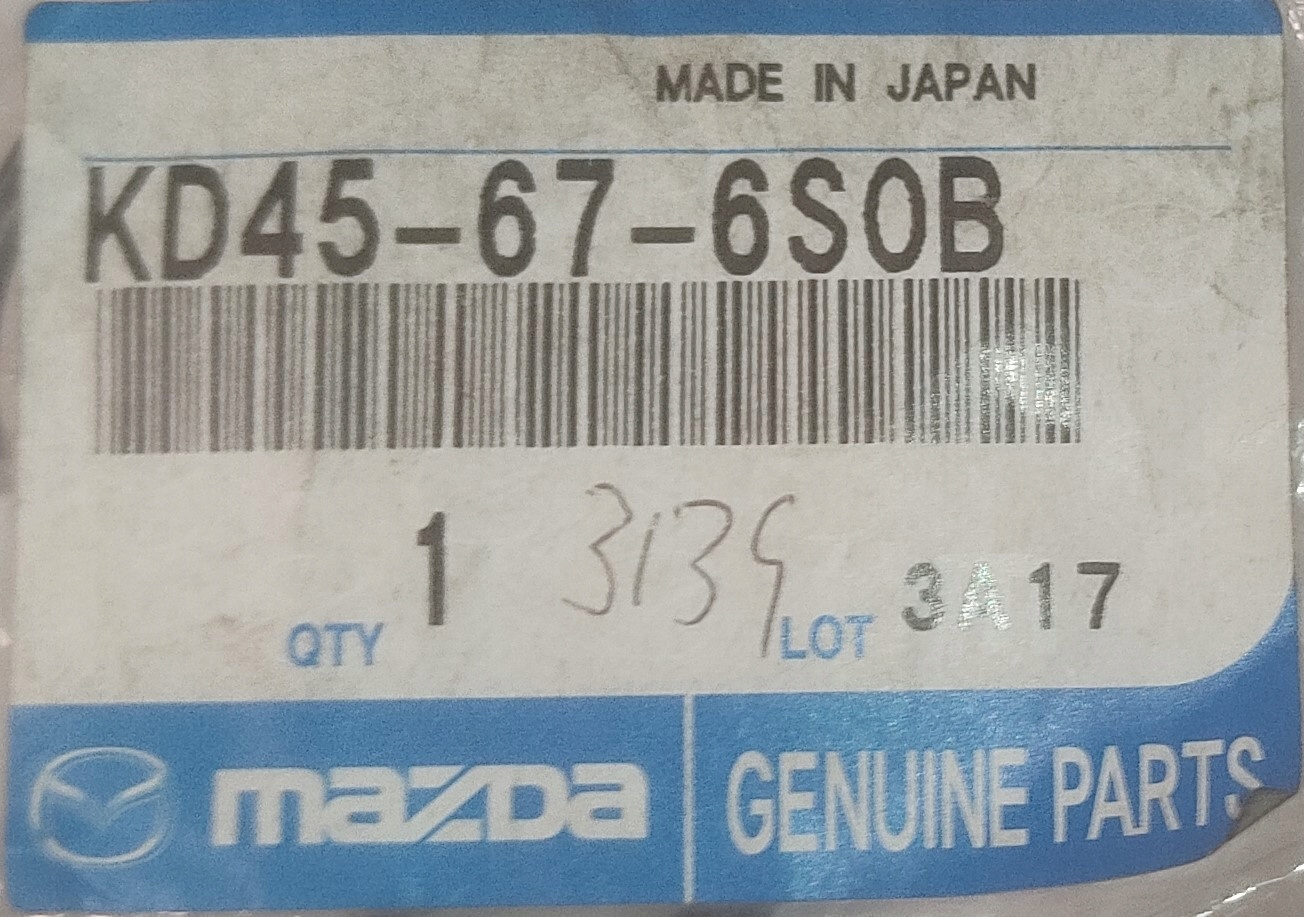 MADE IN JAPAN
KD45-67-6S0B
1 3139
QTY LOT 3A17
mazda GENUINE PARTS